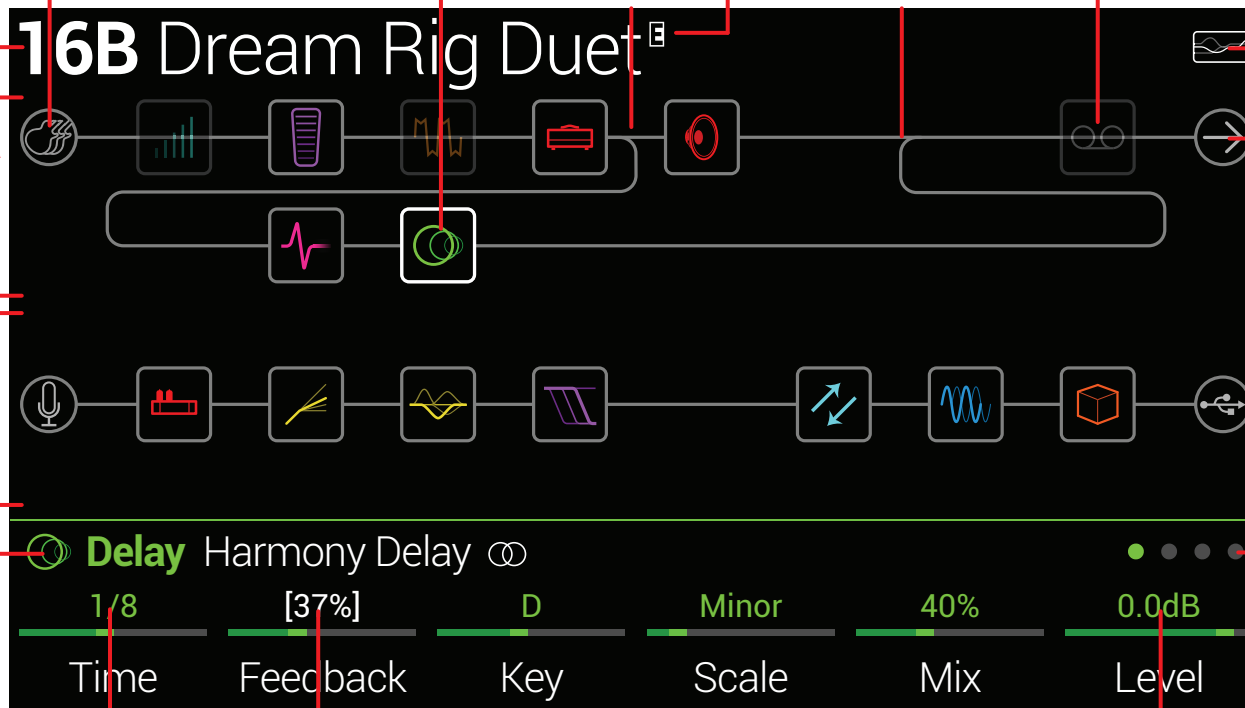 16B Dream Rig Duet E
Delay Harmony Delay
1/8 [37%] D Minor 40% 0.0dB
Time Feedback Key Scale Mix Level